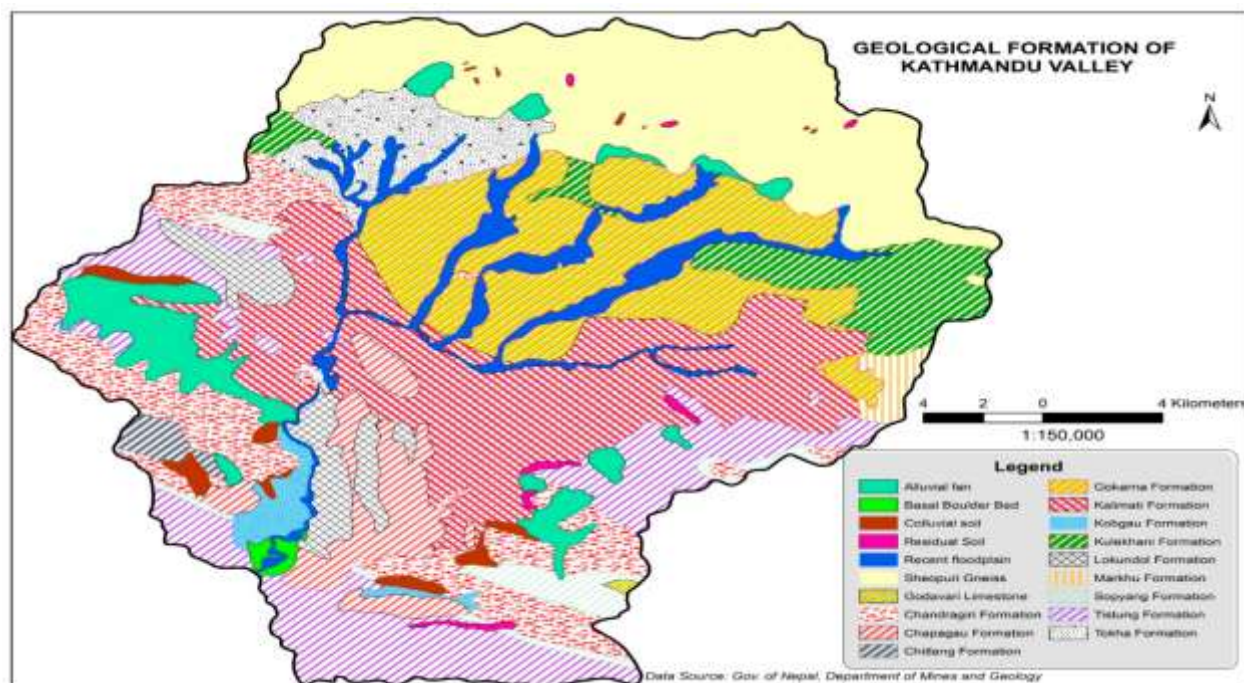 GEOLOGICAL FORMATION OF
KATHMANDU VALLEY
N
4 2 0 4 Kilometers
1:150,000
Legend
Alluvial fan
Basal Boulder Bed
Colluvial soil
Residual Soil
Recent floodplain
Sheopuri Gneiss
Godavari Limestone
Chandragiri Formation
Chapagau Formation
Chitlang Formation
Gokarna Formation
Kalimati Formation
Kobgau Formation
Kulekhani Formation
Lokundol Formation
Markhu Formation
Sopyang Formation
Tistung Formation
Tokha Formation
Data Source: Gov. of Nepal, Department of Mines and Geology